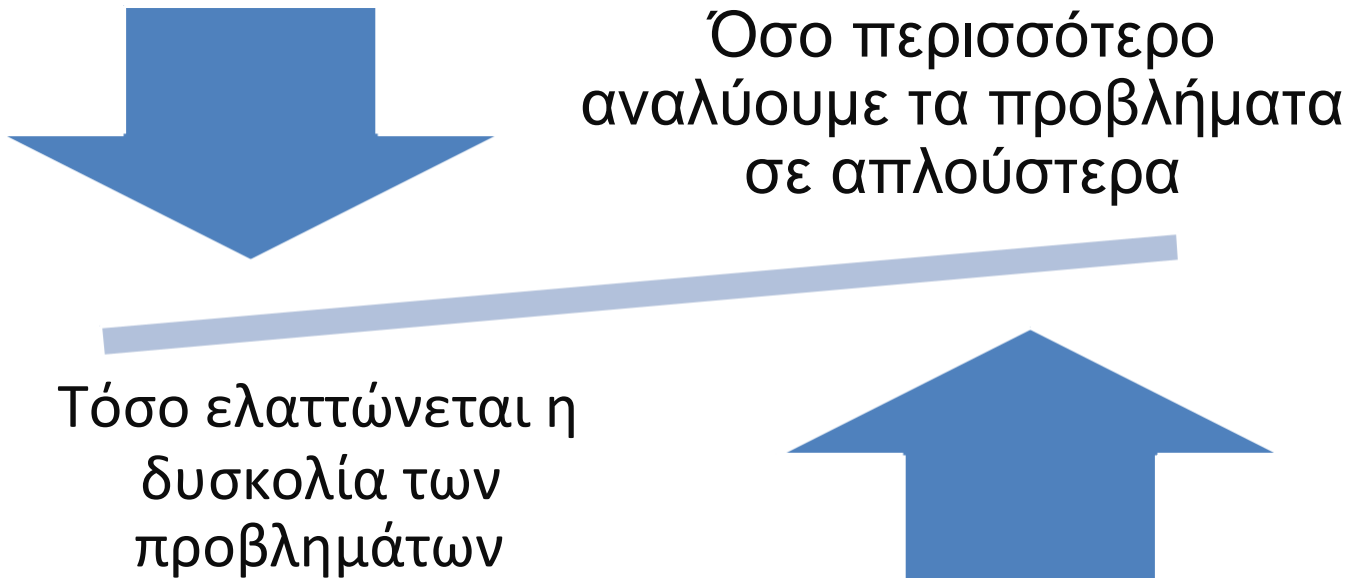 Όσο περισσότερο
αναλύουμε τα προβλήματα
σε απλούστερα
Τόσο ελαττώνεται η
δυσκολία των
προβλημάτων